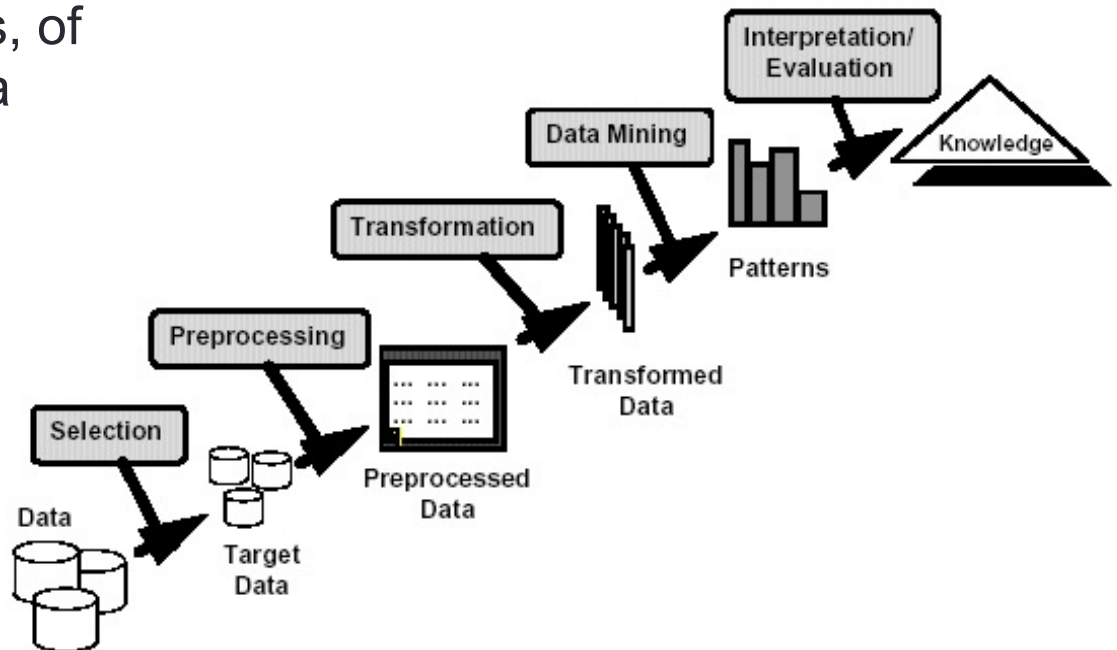 s, of
a
Interpretation/
Evaluation
Data Mining
Knowledge
Transformation
Patterns
Preprocessing
Transformed
Data
Selection
Preprocessed
Data
Data
Target
Data